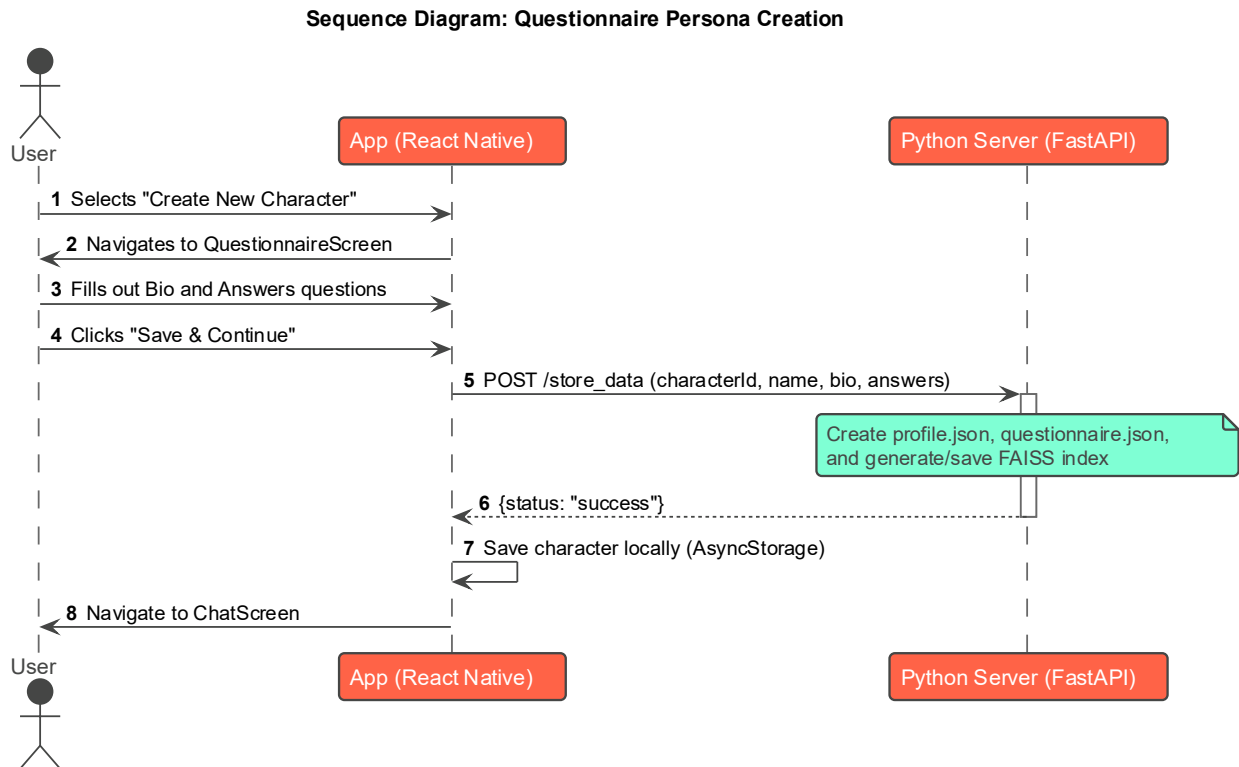 Sequence Diagram: Questionnaire Persona Creation
User
App (React Native)
Python Server (FastAPI)
1 Selects "Create New Character"
2 Navigates to QuestionnaireScreen
3 Fills out Bio and Answers questions
4 Clicks "Save & Continue"
5 POST /store_data (characterId, name, bio, answers)
Create profile.json, questionnaire.json,
and generate/save FAISS index
6 {status: "success"}
7 Save character locally (AsyncStorage)
8 Navigate to ChatScreen
User
App (React Native)
Python Server (FastAPI)